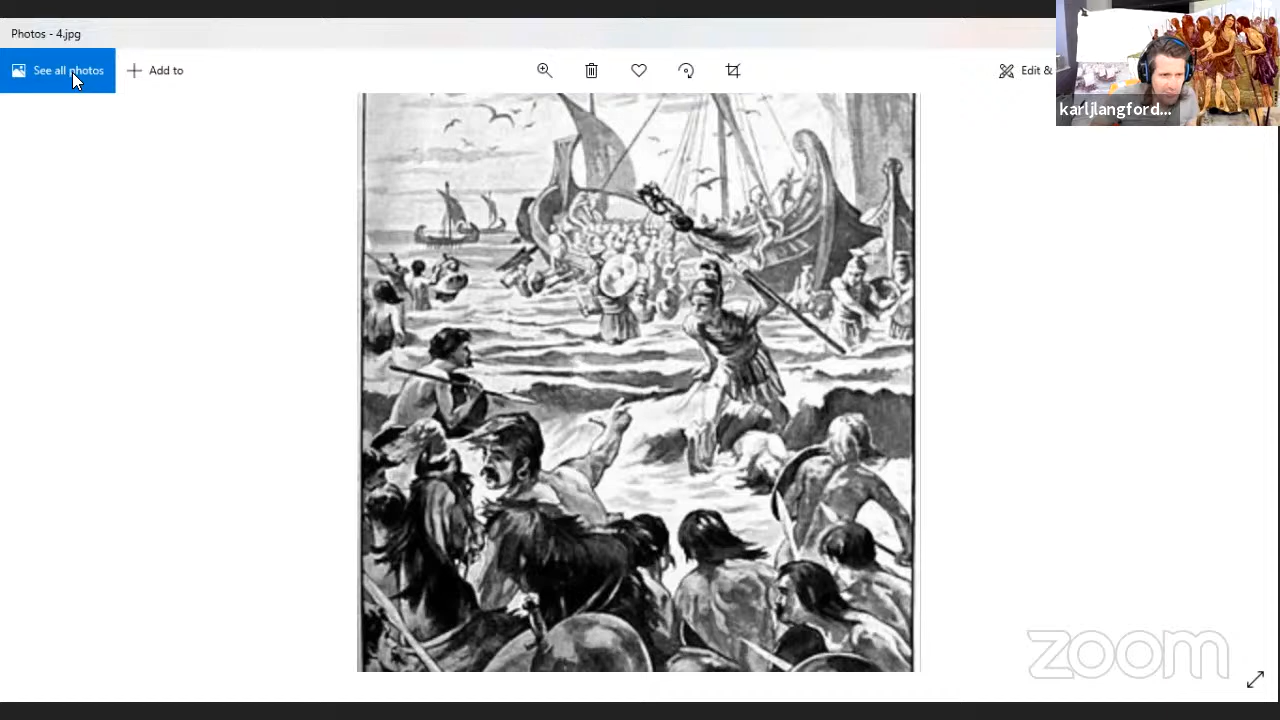 Photos - 4.jpg
See all photos
Add to
Edit &
karljlangford...
zoom